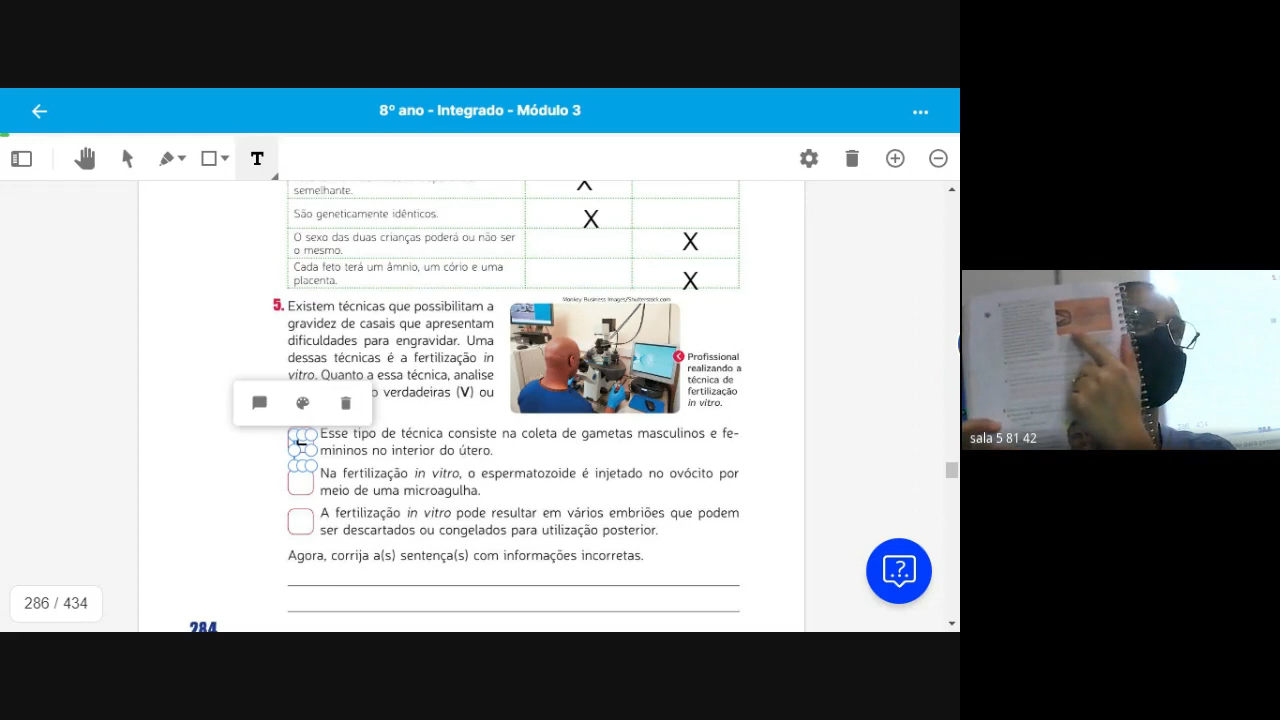 8º ano - Integrado - Módulo 3
T
semelhante.
X
São geneticamente idênticos.
X
O sexo das duas crianças poderá ou não ser
o mesmo.
X
Cada feto terá um âmnio, um cório e uma
placenta.
X
Monkey Business Images/Shutterstock.com
5. Existem técnicas que possibilitam a
gravidez de casais que apresentam
dificuldades para engravidar. Uma
dessas técnicas é a fertilização in
vitro. Quanto a essa técnica, analise
verdadeiras (V) ou
Profissional
realizando a
técnica de
fertilização
in vitro.
Esse tipo de técnica consiste na coleta de gametas masculinos e fe-
mininos no interior do útero.
Na fertilização in vitro, o espermatozoide é injetado no ovócito por
meio de uma microagulha.
A fertilização in vitro pode resultar em vários embriões que podem
ser descartados ou congelados para utilização posterior.
Agora, corrija a(s) sentença(s) com informações incorretas.
286 / 434
284
sala 5 81 42